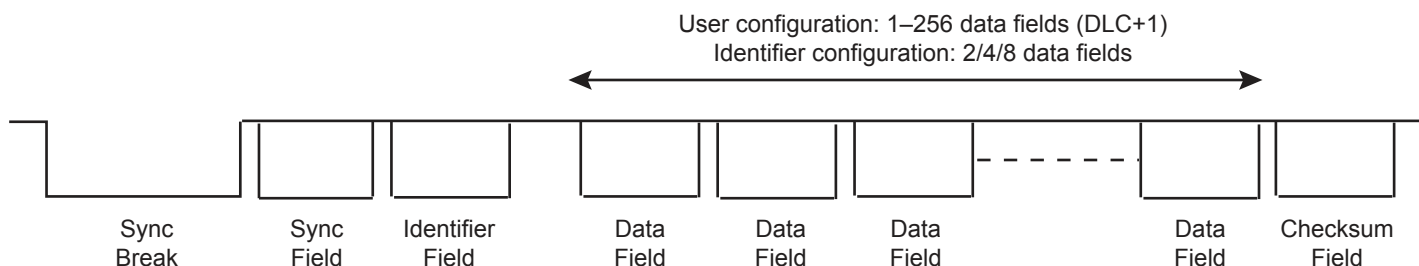 User configuration: 1–256 data fields (DLC+1)
Identifier configuration: 2/4/8 data fields
Sync
Break
Sync
Field
Identifier
Field
Data
Field
Data
Field
Data
Field
Data
Field
Checksum
Field